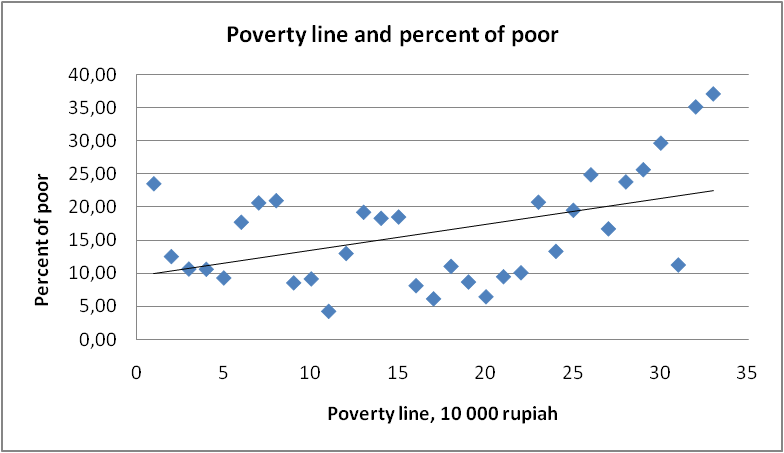 Poverty line and percent of poor
40,00
35,00
30,00
25,00
20,00
15,00
10,00
5,00
0,00
Percent of poor
0 5 10 15 20 25 30 35
Poverty line, 10 000 rupiah